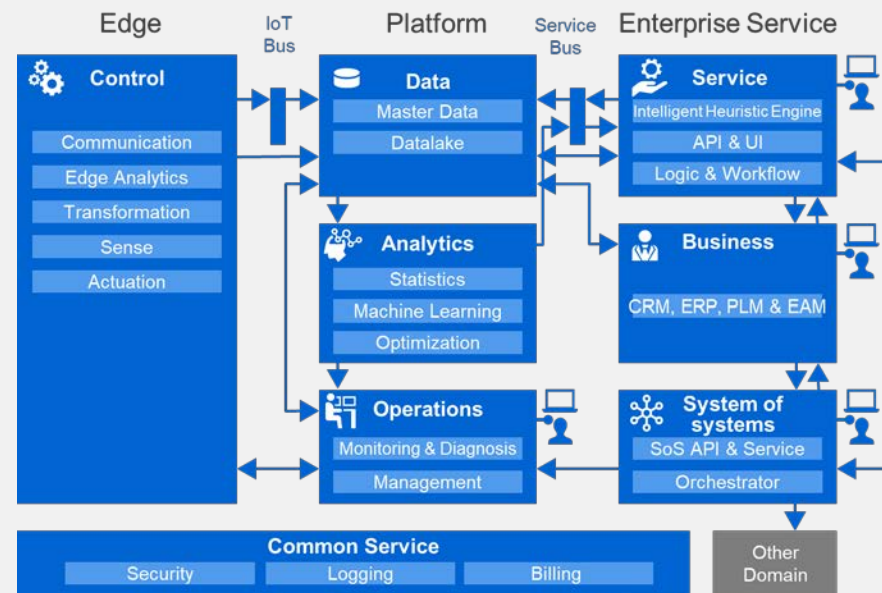 Edge
IoT
Bus
Platform
Service
Bus
Enterprise Service
Control
Communication
Edge Analytics
Transformation
Sense
Actuation
Data
Master Data
Datalake
Service
Intelligent Heuristic Engine
API & UI
Logic & Workflow
Analytics
Statistics
Machine Learning
Optimization
Business
CRM, ERP, PLM & EAM
Operations
Monitoring & Diagnosis
Management
System of
systems
SoS API & Service
Orchestrator
Common Service
Security
Logging
Billing
Other
Domain